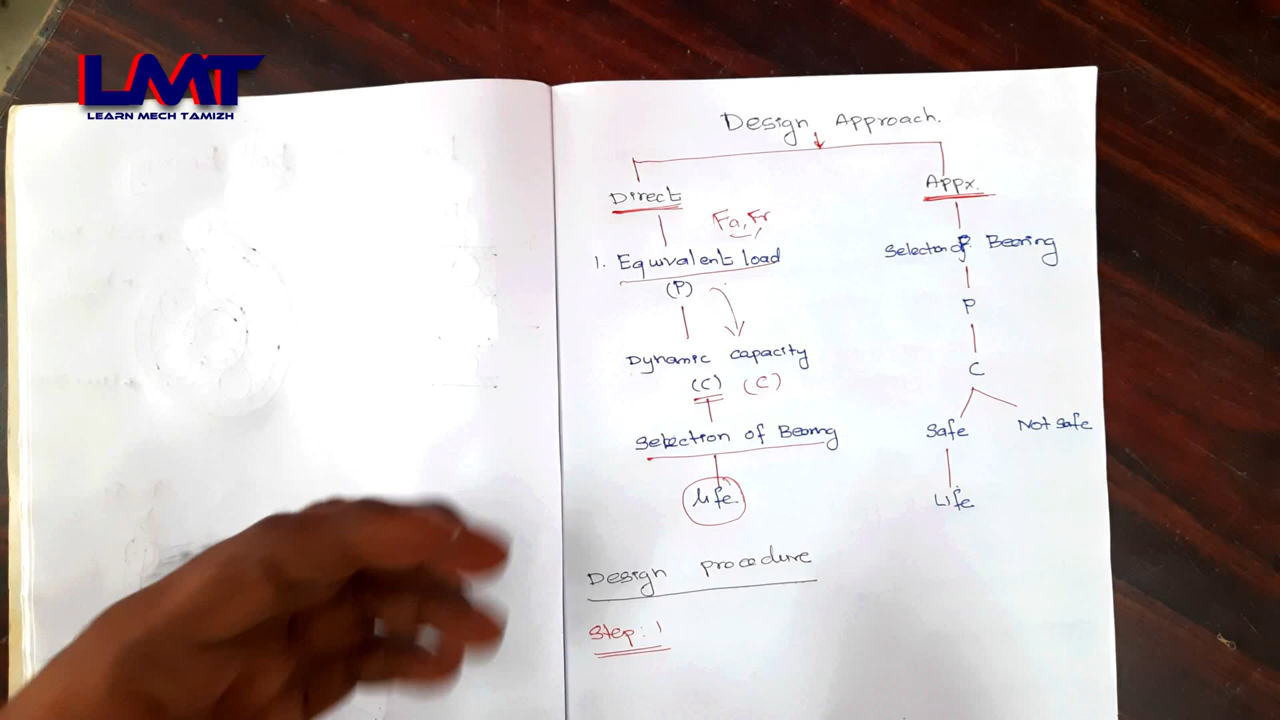 LMT
LEARN MECH TAMIZH
Design Approach.
Direct
Fa, Fr
1. Equivalent load
(P)
Dynamic capacity
(C) (C)
Selection of Bearing
Life
Appx.
Selection of Bearing
P
C
Safe Not safe
Life
Design procedure
Step: 1